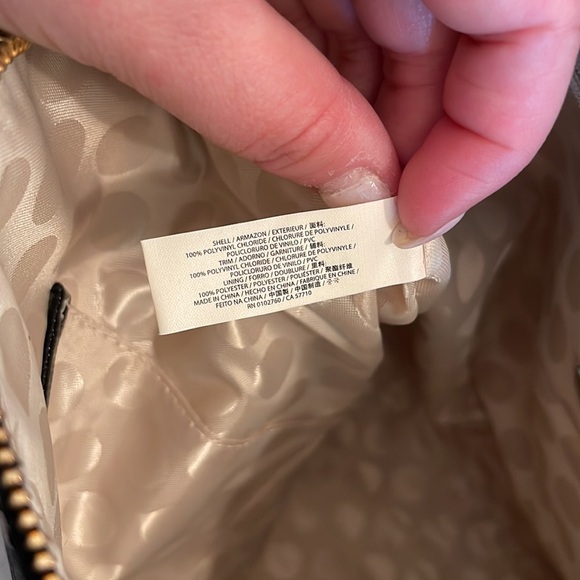 SHELL / ARMAZON / EXTERIEUR / 面料:
100% POLYVINYL CHLORIDE / CHLORURE DE POLYVINYLE /
POLICLORURO DE VINILO / PVC
TRIM / ADORNO / GARNITURE / 辅料:
100% POLYVINYL CHLORIDE / CHLORURE DE POLYVINYLE /
POLICLORURO DE VINILO / PVC
LINING / FORRO / DOUBLURE / 里料:
100% POLYESTER / POLYESTER / POLIÉSTER / 聚酯纤维
MADE IN CHINA / HECHO EN CHINA / FABRIQUE EN CHINE /
FEITO NA CHINA / 中国製 / 中国制造 / 중국
RN 0102760 / CA 57710